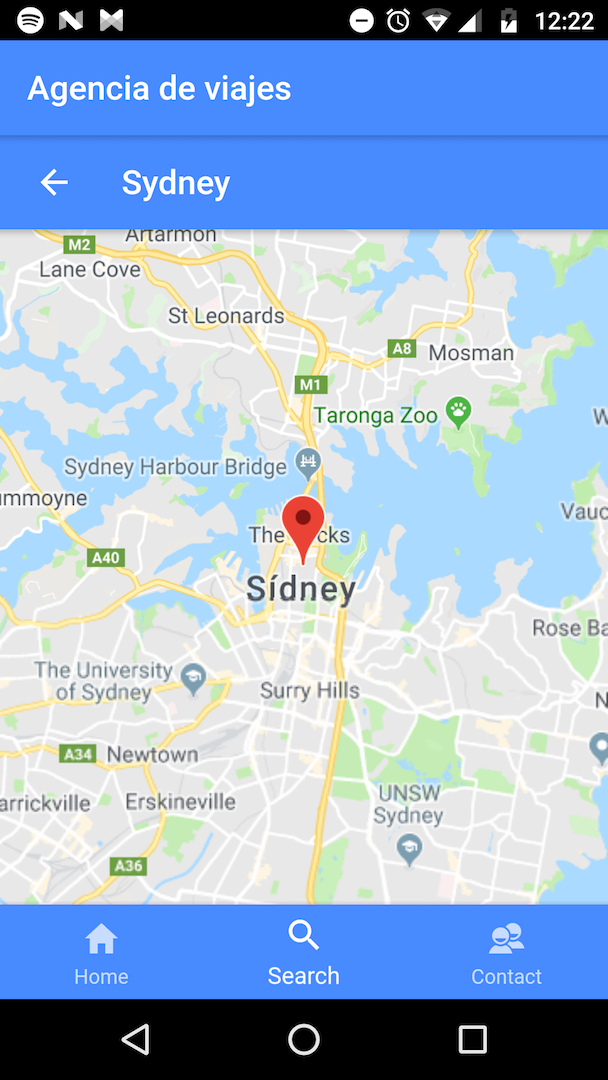 12:22
Agencia de viajes
Sydney
Artarmon
M2
Lane Cove
St Leonards
A8
Mosman
M1
Taronga Zoo
Sydney Harbour Bridge
ummoyne
The
cks
Vauc
A40
Sídney
Rose Ba
The University
of Sydney
Surry Hills
N
A34
Newtown
arrickville
Erskineville
UNSW
Sydney
A36
Home
Search
Contact